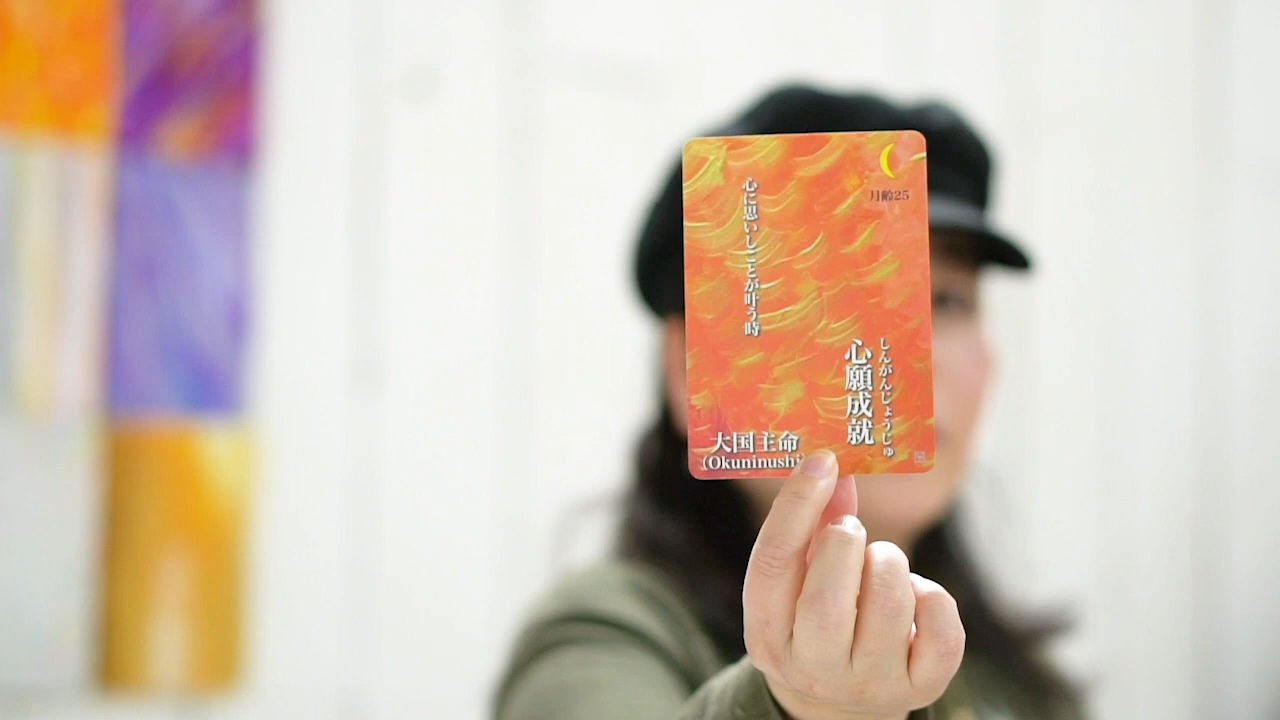 月齢25
しんがんじょうじゅ
心願成就
心に思いしことが叶う時
大国主命
(Okuninushi